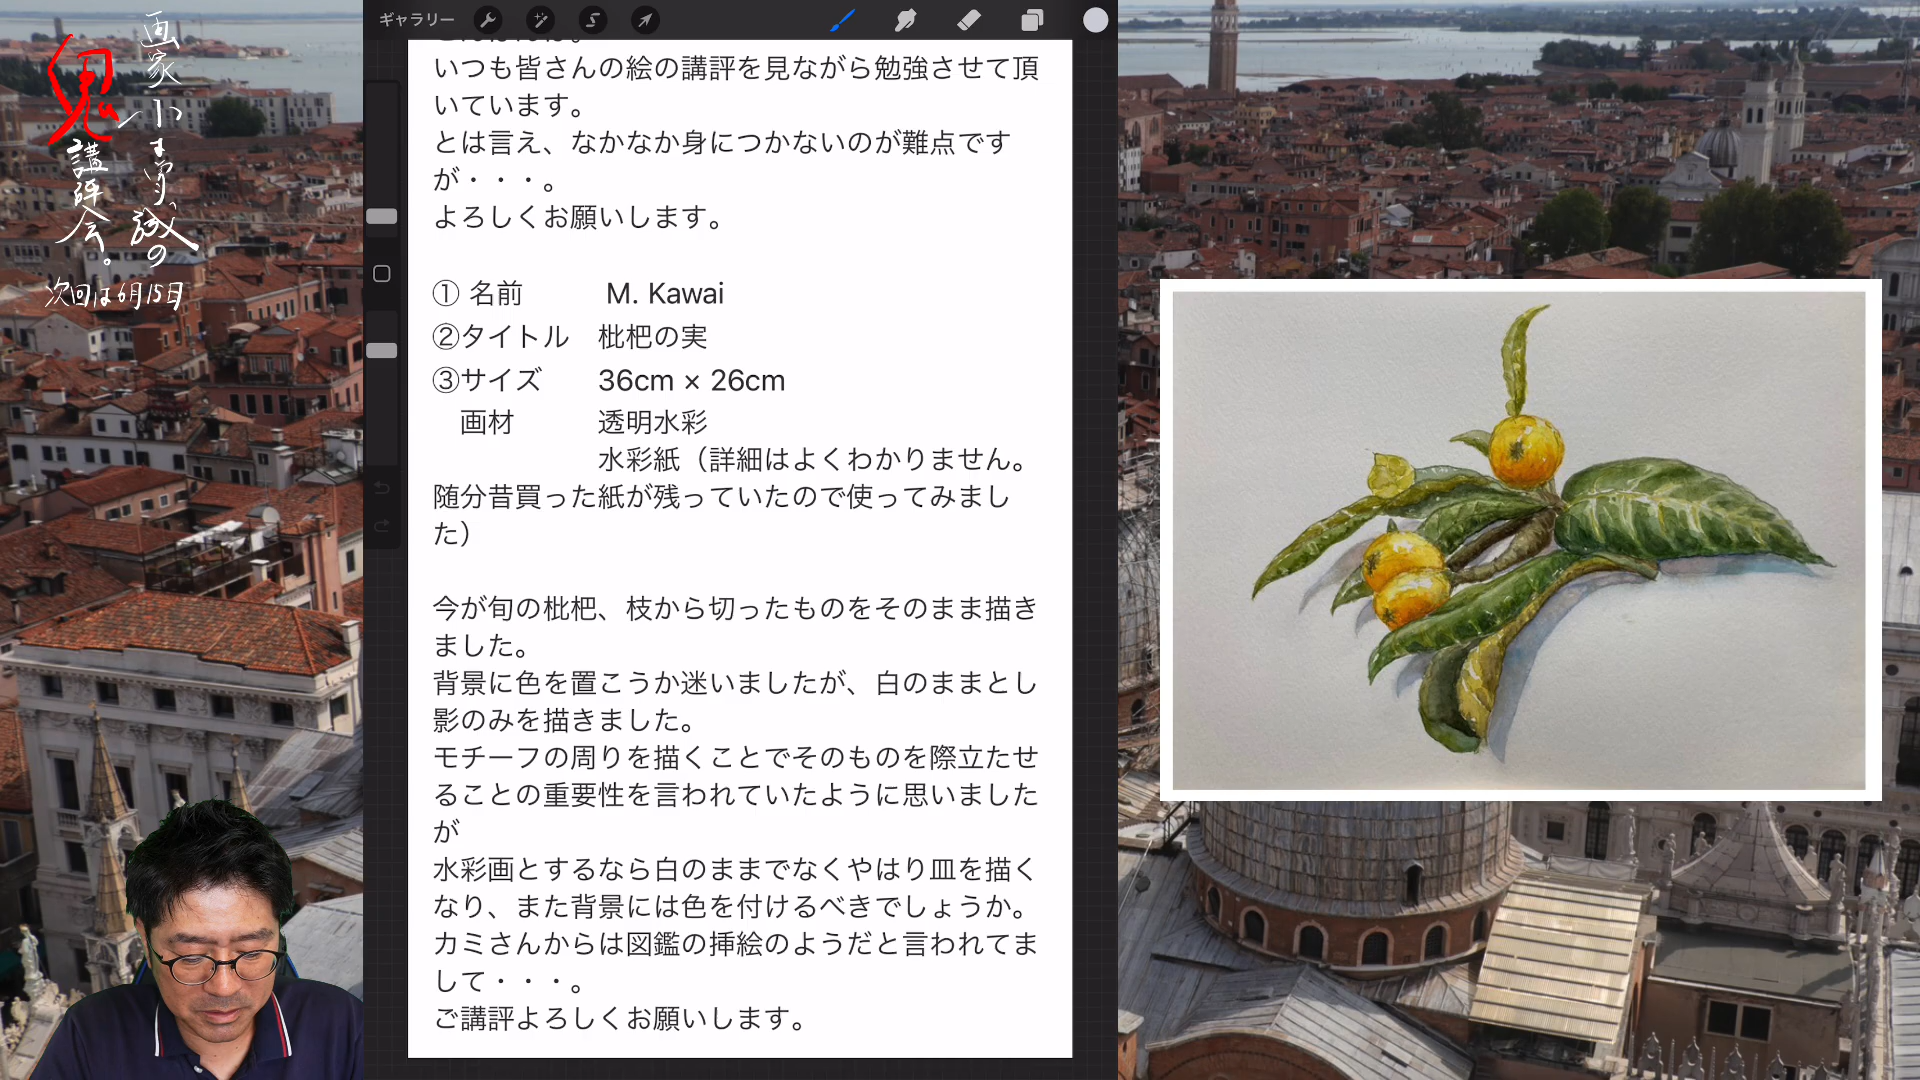 画家小青誠の
鬼
講評会。
次回は6月15日
ギャラリー
いつも皆さんの絵の講評を見ながら勉強させて頂
いています。
とは言え、なかなか身につかないのが難点です
が・・・。
よろしくお願いします。
① 名前 M. Kawai
②タイトル 枇杷の実
③サイズ 36cm × 26cm
画材 透明水彩
水彩紙（詳細はよくわかりません。
随分昔買った紙が残っていたので使ってみまし
た）
今が旬の枇杷、枝から切ったものをそのまま描き
ました。
背景に色を置こうか迷いましたが、白のままとし
影のみを描きました。
モチーフの周りを描くことでそのものを際立たせ
ることの重要性を言われていたように思いました
が
水彩画とするなら白のままでなくやはり皿を描く
なり、また背景には色を付けるべきでしょうか。
カミさんからは図鑑の挿絵のようだと言われてま
して・・・。
ご講評よろしくお願いします。